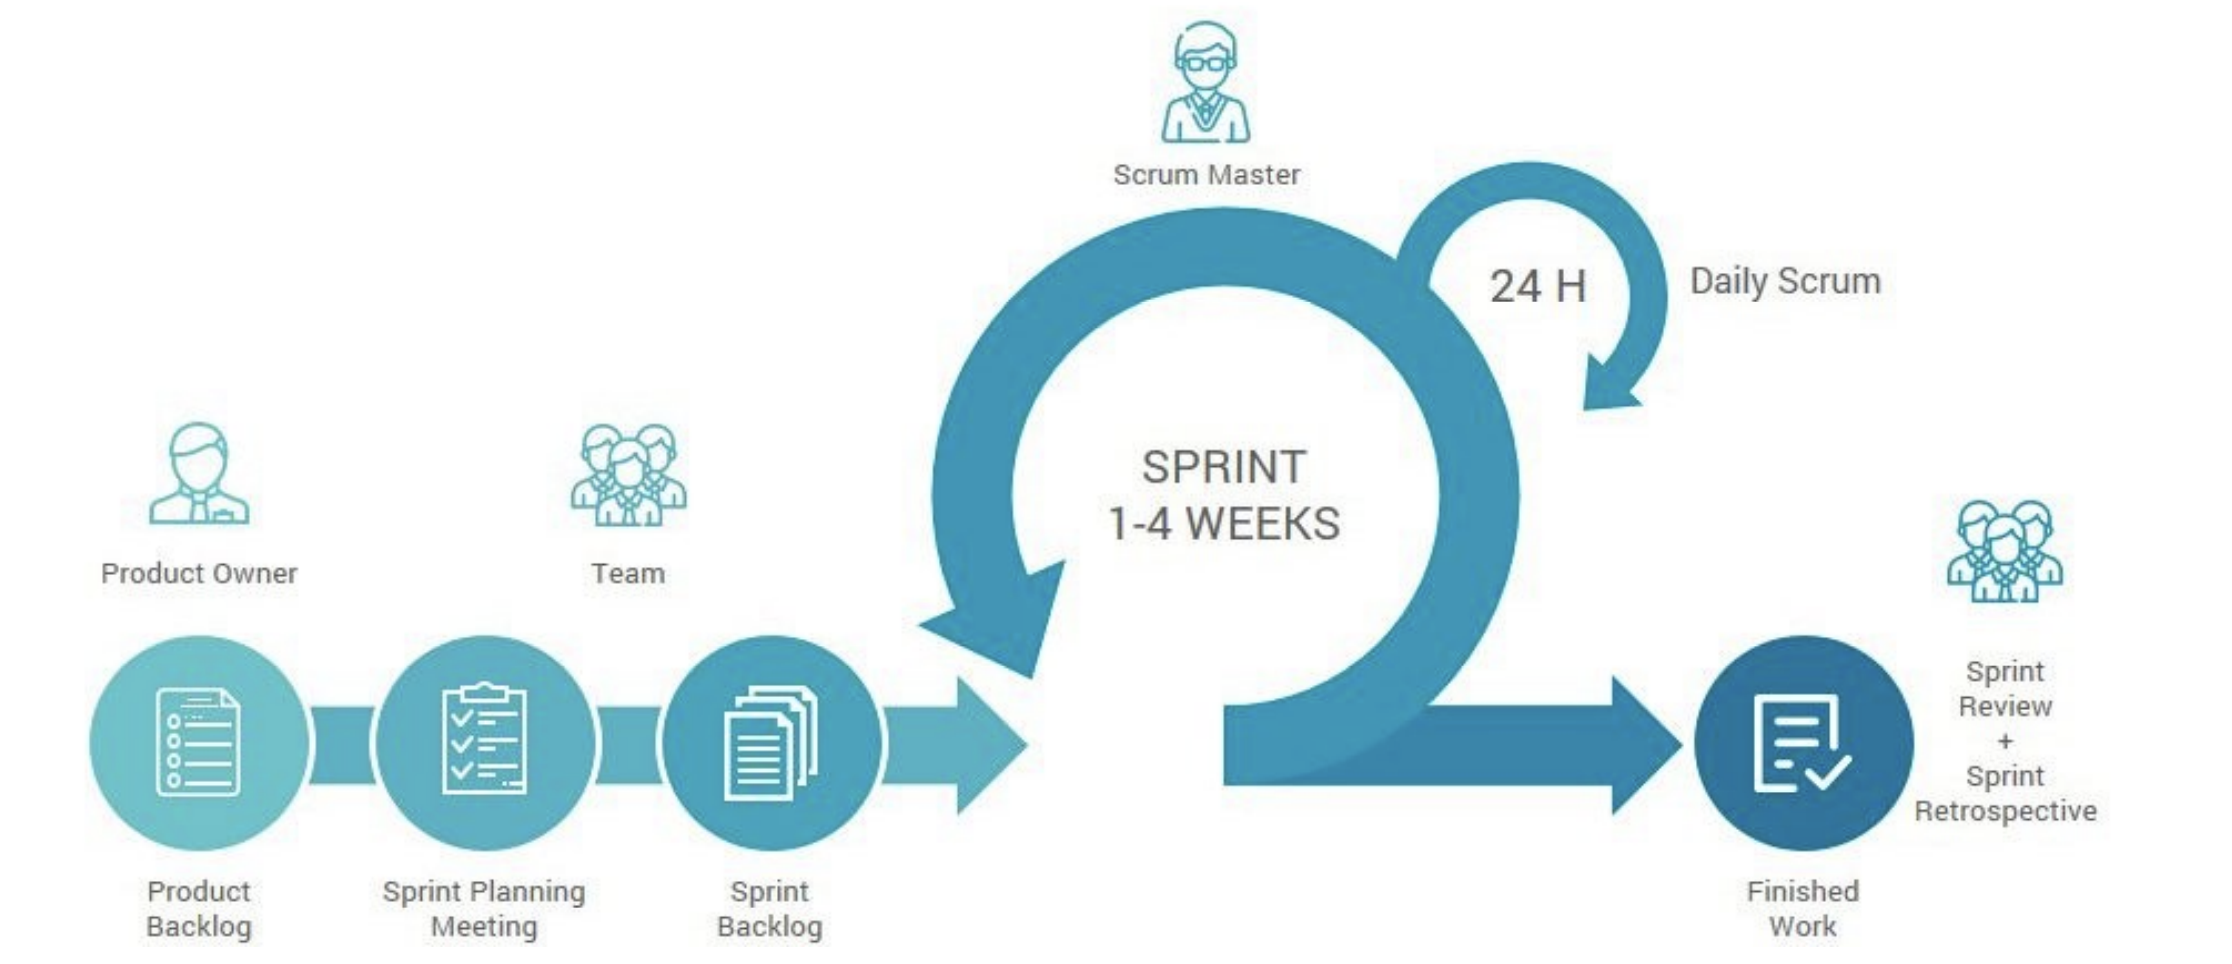 Scrum Master
24 H
Daily Scrum
SPRINT
1-4 WEEKS
Product Owner
Team
Product
Backlog
Sprint Planning
Meeting
Sprint
Backlog
Finished
Work
Sprint
Review
+
Sprint
Retrospective